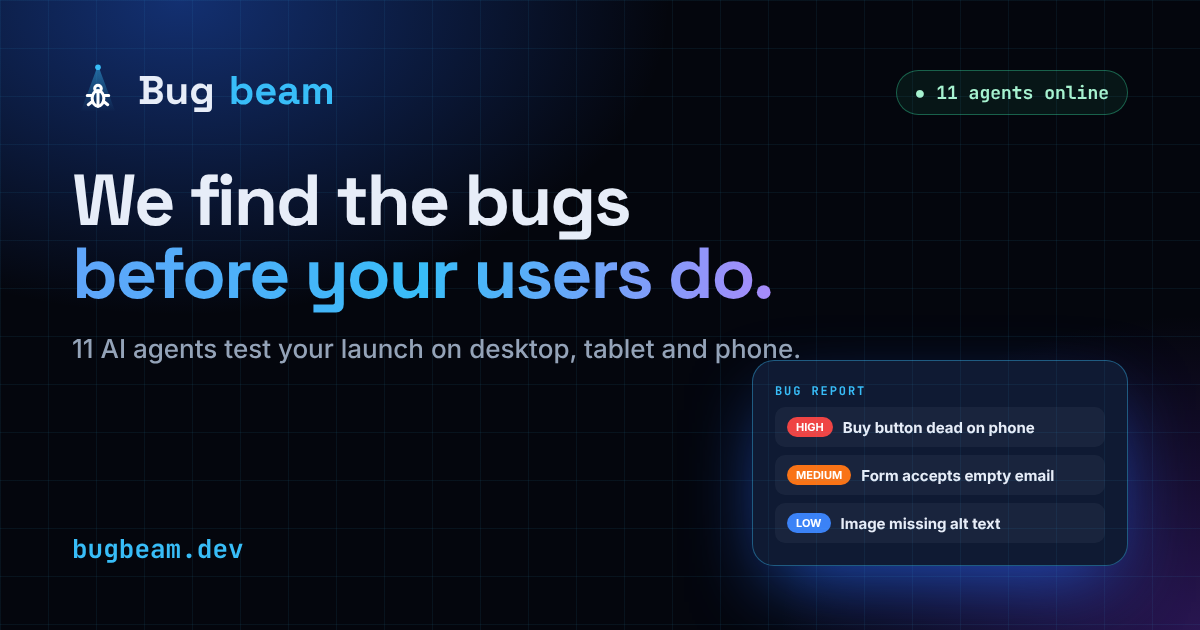 Bug beam
11 agents online
We find the bugs
before your users do.
11 AI agents test your launch on desktop, tablet and phone.
BUG REPORT
HIGH Buy button dead on phone
MEDIUM Form accepts empty email
LOW Image missing alt text
bugbeam.dev